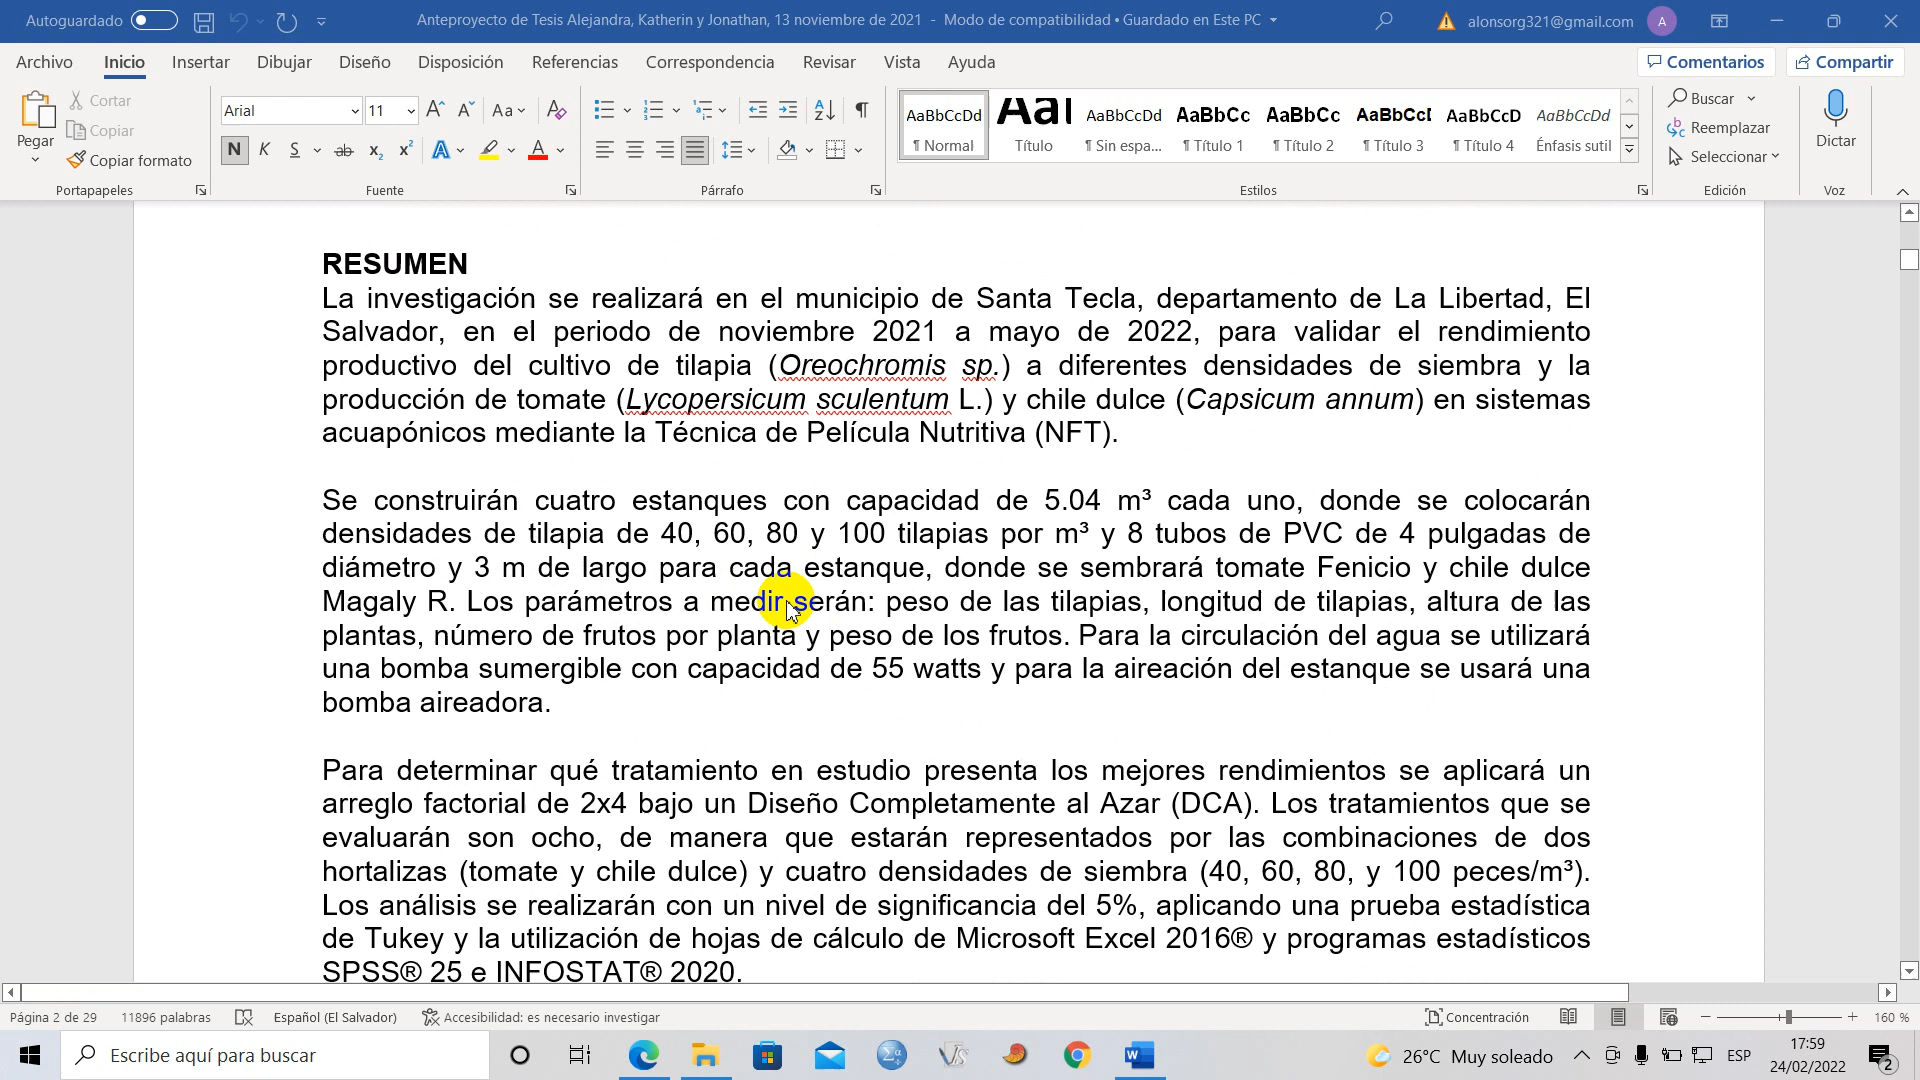 Autoguardado
Anteproyecto de Tesis Alejandra, Katherin y Jonathan, 13 noviembre de 2021 - Modo de compatibilidad • Guardado en Este PC
alonsorg321@gmail.com
A
Archivo Inicio Insertar Dibujar Diseño Disposición Referencias Correspondencia Revisar Vista Ayuda
Comentarios Compartir
Pegar
Cortar
Copiar
Copiar formato
Portapapeles
Arial 11
Aa
N K S ab x₂ x² A A
Fuente
Párrafo
AaBbCcDd AaI AaBbCcDd AaBbCc AaBbCc AaBbCcI AaBbCcD AaBbCcDd
¶ Normal Título ¶ Sin espa... ¶ Título 1 ¶ Título 2 ¶ Título 3 ¶ Título 4 Énfasis sutil
Estilos
Buscar
Reemplazar
Seleccionar
Edición
Dictar
Voz
RESUMEN
La investigación se realizará en el municipio de Santa Tecla, departamento de La Libertad, El
Salvador, en el periodo de noviembre 2021 a mayo de 2022, para validar el rendimiento
productivo del cultivo de tilapia (Oreochromis sp.) a diferentes densidades de siembra y la
producción de tomate (Lycopersicum sculentum L.) y chile dulce (Capsicum annum) en sistemas
acuapónicos mediante la Técnica de Película Nutritiva (NFT).
Se construirán cuatro estanques con capacidad de 5.04 m³ cada uno, donde se colocarán
densidades de tilapia de 40, 60, 80 y 100 tilapias por m³ y 8 tubos de PVC de 4 pulgadas de
diámetro y 3 m de largo para cada estanque, donde se sembrará tomate Fenicio y chile dulce
Magaly R. Los parámetros a medir serán: peso de las tilapias, longitud de tilapias, altura de las
plantas, número de frutos por planta y peso de los frutos. Para la circulación del agua se utilizará
una bomba sumergible con capacidad de 55 watts y para la aireación del estanque se usará una
bomba aireadora.
Para determinar qué tratamiento en estudio presenta los mejores rendimientos se aplicará un
arreglo factorial de 2x4 bajo un Diseño Completamente al Azar (DCA). Los tratamientos que se
evaluarán son ocho, de manera que estarán representados por las combinaciones de dos
hortalizas (tomate y chile dulce) y cuatro densidades de siembra (40, 60, 80, y 100 peces/m³).
Los análisis se realizarán con un nivel de significancia del 5%, aplicando una prueba estadística
de Tukey y la utilización de hojas de cálculo de Microsoft Excel 2016® y programas estadísticos
SPSS® 25 e INFOSTAT® 2020.
Página 2 de 29 11896 palabras Español (El Salvador) Accesibilidad: es necesario investigar
Concentración 160 %
Escribe aquí para buscar
26°C Muy soleado
ESP
17:59
24/02/2022
2